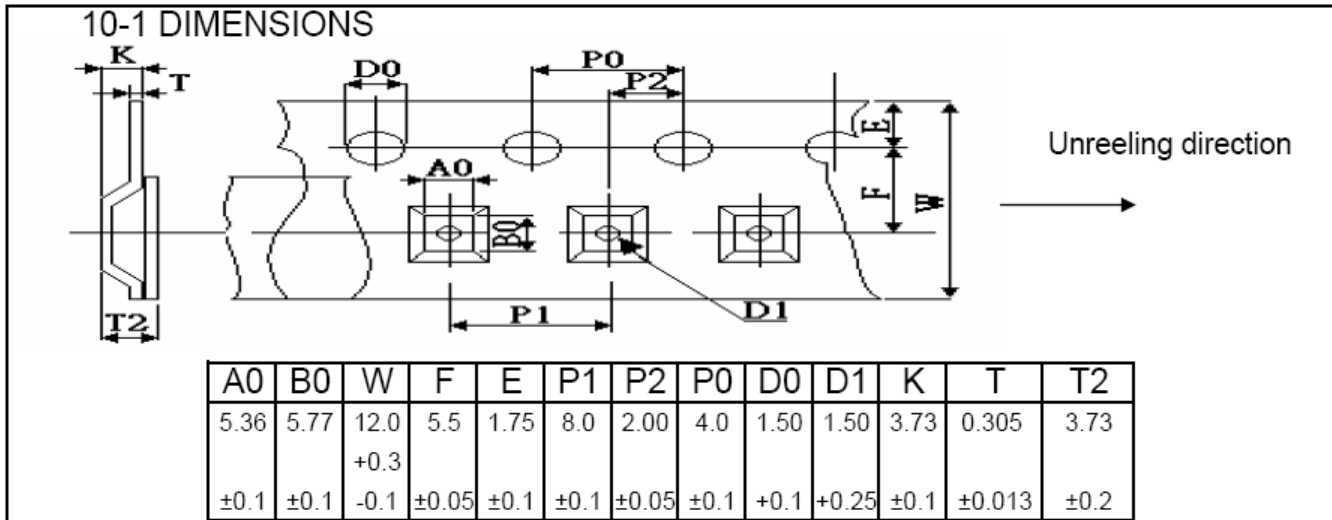 10-1 DIMENSIONS
K
P0
D0
T
P2
E
Unreeling direction
A0
F
W
B0
T2
P1
D1
A0 B0 W F E P1 P2 P0 D0 D1 K T T2
5.36 5.77 12.0 5.5 1.75 8.0 2.00 4.0 1.50 1.50 3.73 0.305 3.73
+0.3
±0.1 ±0.1 -0.1 ±0.05 ±0.1 ±0.1 ±0.05 ±0.1 +0.1 +0.25 ±0.1 ±0.013 ±0.2